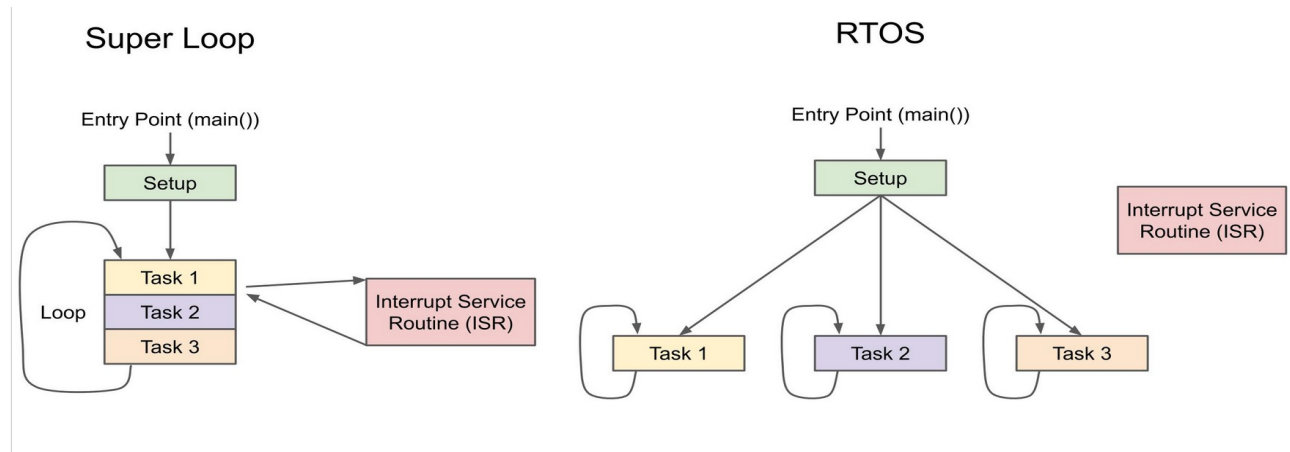 Super Loop
Entry Point (main())
Setup
Task 1
Task 2
Task 3
Loop
Interrupt Service
Routine (ISR)
RTOS
Entry Point (main())
Setup
Interrupt Service
Routine (ISR)
Task 1
Task 2
Task 3